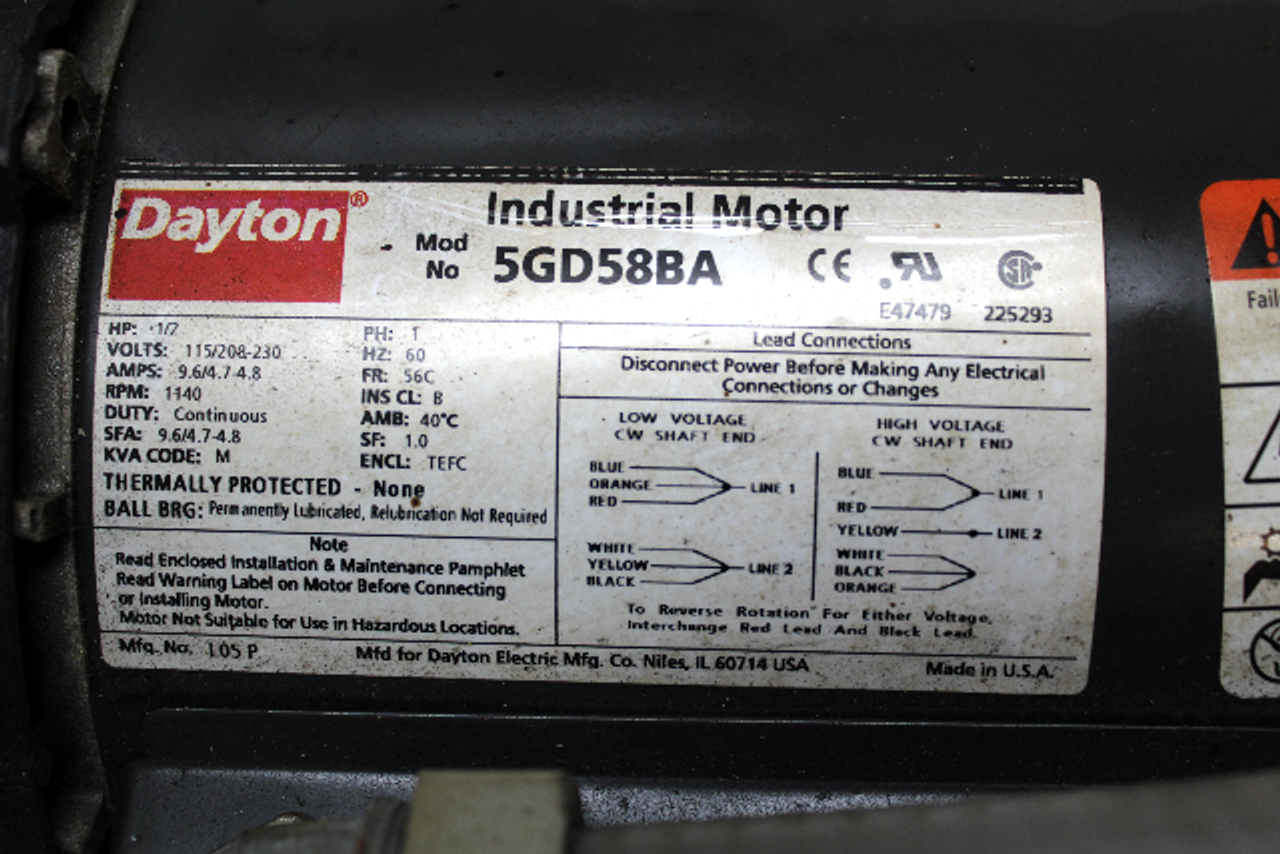 Dayton®
Industrial Motor
Mod No 5GD58BA
CE
E47479 225293
HP: 1/2
VOLTS: 115/208-230
AMPS: 9.6/4.7-4.8
RPM: 1140
DUTY: Continuous
SFA: 9.6/4.7-4.8
KVA CODE: M
PH: 1
HZ: 60
FR: 56C
INS CL: B
AMB: 40°C
SF: 1.0
ENCL: TEFC
THERMALLY PROTECTED - None
BALL BRG: Permanently Lubricated, Relubrication Not Required
Note
Read Enclosed Installation & Maintenance Pamphlet
Read Warning Label on Motor Before Connecting
or Installing Motor.
Motor Not Suitable for Use in Hazardous Locations.
Lead Connections
Disconnect Power Before Making Any Electrical
Connections or Changes
LOW VOLTAGE
CW SHAFT END
BLUE
ORANGE LINE 1
RED
WHITE
YELLOW LINE 2
BLACK
HIGH VOLTAGE
CW SHAFT END
BLUE
LINE 1
RED
YELLOW LINE 2
WHITE
BLACK
ORANGE
To Reverse Rotation For Either Voltage,
Interchange Red Lead And Black Lead.
Mfg. No. 105 P
Mfd for Dayton Electric Mfg. Co. Niles, IL 60714 USA
Made in U.S.A.
Fail